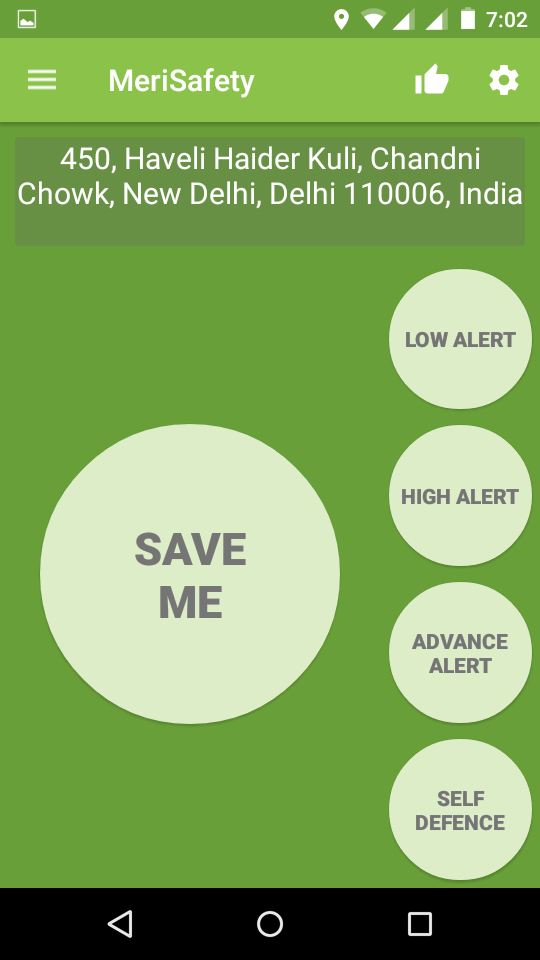 7:02
MeriSafety
450, Haveli Haider Kuli, Chandni
Chowk, New Delhi, Delhi 110006, India
LOW ALERT
HIGH ALERT
SAVE
ME
ADVANCE
ALERT
SELF
DEFENCE